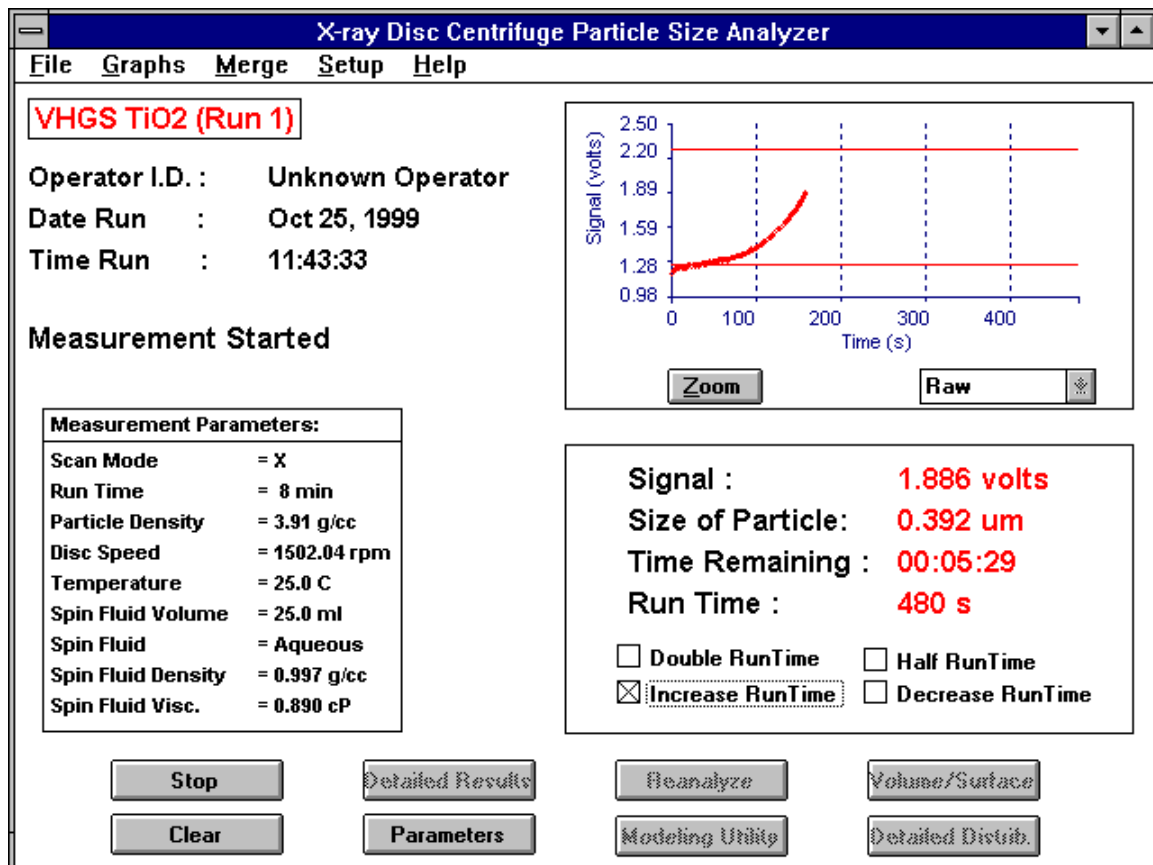 X-ray Disc Centrifuge Particle Size Analyzer
File Graphs Merge Setup Help
VHGS TiO2 (Run 1)
Operator I.D. : Unknown Operator
Date Run : Oct 25, 1999
Time Run : 11:43:33
Measurement Started
Measurement Parameters:
Scan Mode = X
Run Time = 8 min
Particle Density = 3.91 g/cc
Disc Speed = 1502.04 rpm
Temperature = 25.0 C
Spin Fluid Volume = 25.0 ml
Spin Fluid = Aqueous
Spin Fluid Density = 0.997 g/cc
Spin Fluid Visc. = 0.890 cP
Signal (volts)
2.50
2.20
1.89
1.59
1.28
0.98
0 100 200 300 400
Time (s)
Zoom Raw
Signal : 1.886 volts
Size of Particle: 0.392 um
Time Remaining : 00:05:29
Run Time : 480 s
Double RunTime Half RunTime
Increase RunTime Decrease RunTime
Stop Detailed Results Reanalyze Volume/Surface
Clear Parameters Modeling Utility Detailed Distrib.